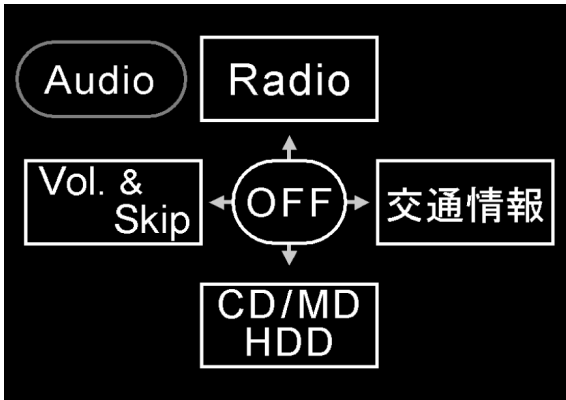 Audio
Radio
Vol. &
Skip
OFF
交通情報
CD/MD
HDD